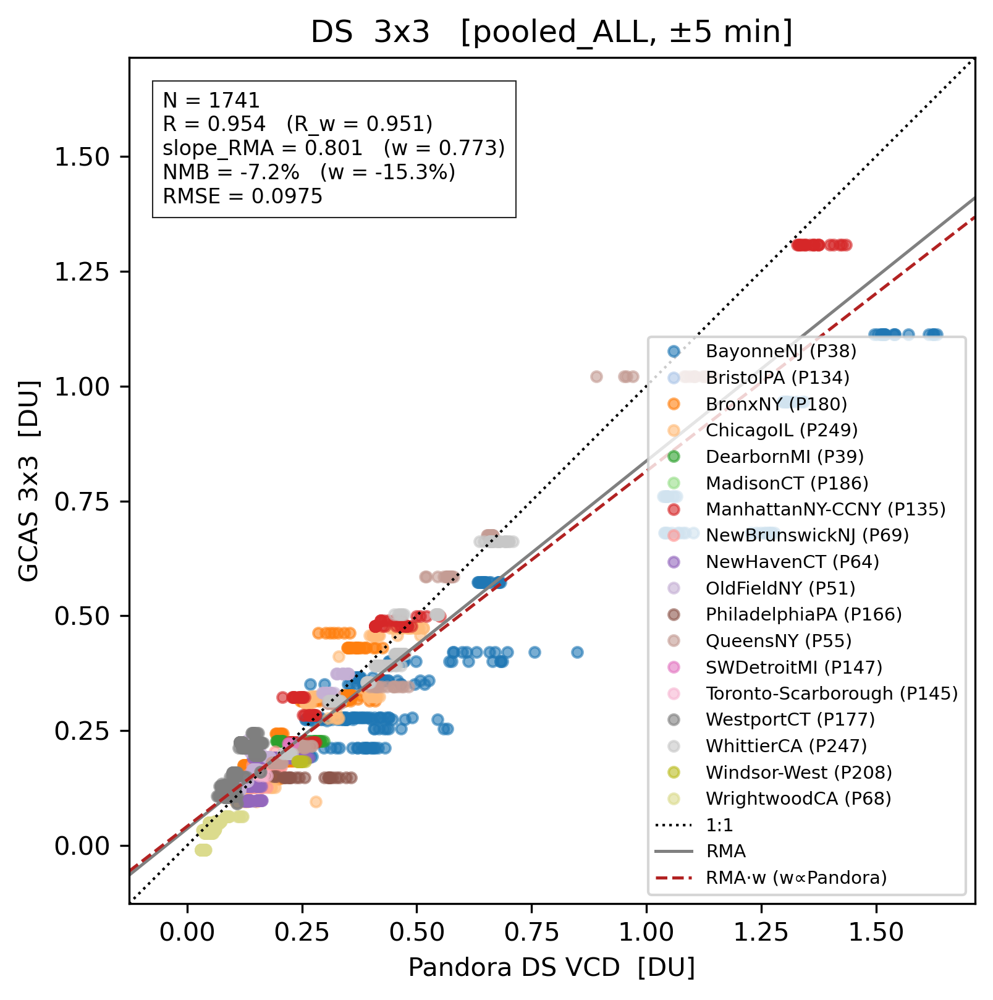 DS  3x3   [pooled_ALL, ±5 min]
N = 1741
R = 0.954   (R_w = 0.951)
slope_RMA = 0.801   (w = 0.773)
NMB = -7.2%   (w = -15.3%)
RMSE = 0.0975
1.50
1.25
1.00
0.75
0.50
0.25
0.00
GCAS 3x3  [DU]
BayonneNJ (P38)
BristolPA (P134)
BronxNY (P180)
ChicagoIL (P249)
DearbornMI (P39)
MadisonCT (P186)
ManhattanNY-CCNY (P135)
NewBrunswickNJ (P69)
NewHavenCT (P64)
OldFieldNY (P51)
PhiladelphiaPA (P166)
QueensNY (P55)
SWDetroitMI (P147)
Toronto-Scarborough (P145)
WestportCT (P177)
WhittierCA (P247)
Windsor-West (P208)
WrightwoodCA (P68)
1:1
RMA
RMA·w (w∝Pandora)
0.00 0.25 0.50 0.75 1.00 1.25 1.50
Pandora DS VCD  [DU]